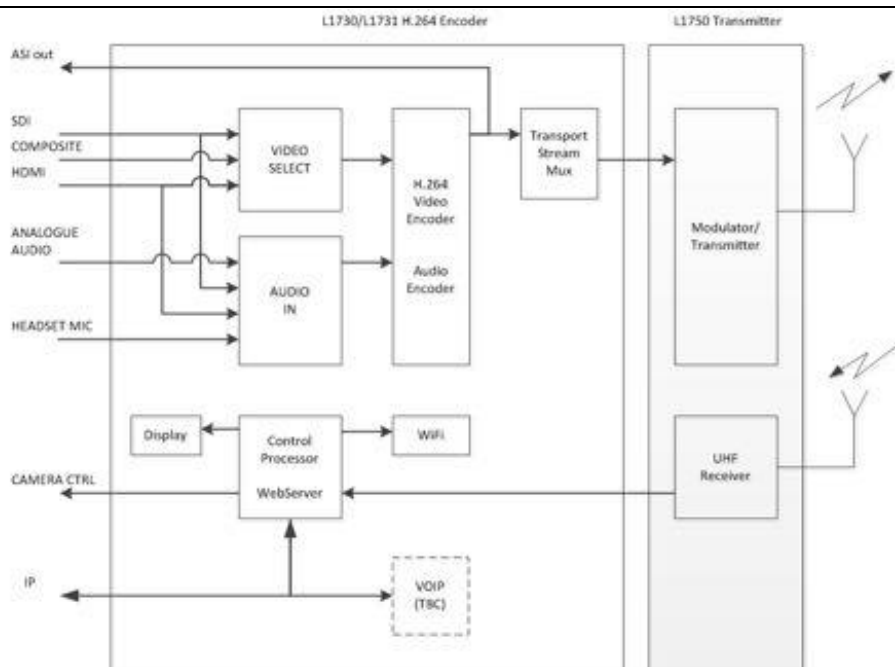 L1730/L1731 H.264 Encoder
L1750 Transmitter
ASI out
SDI
COMPOSITE
HDMI
VIDEO
SELECT
H.264
Video
Encoder
Audio
Encoder
Transport
Stream
Mux
Modulator/
Transmitter
ANALOGUE
AUDIO
AUDIO
IN
HEADSET MIC
Display
Control
Processor
WebServer
WiFi
UHF
Receiver
CAMERA CTRL
IP
VOIP
(TBC)